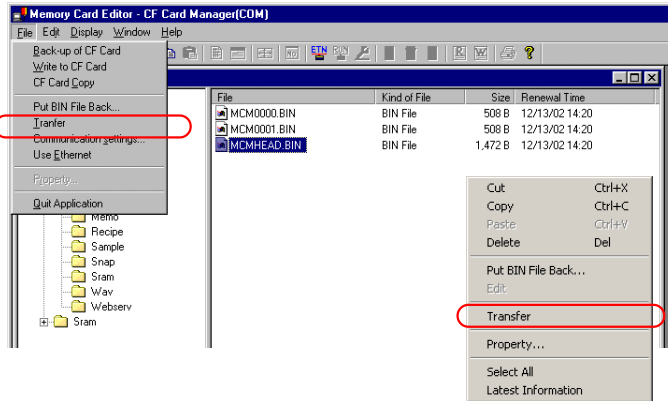 Memory Card Editor - CF Card Manager(COM)
File Edit Display Window Help
Back-up of CF Card
Write to CF Card
CF Card Copy
Put BIN File Back...
Tranfer
Communication settings...
Use Ethernet
Property...
Quit Application
ETN
File Kind of File Size Renewal Time
MCM0000.BIN BIN File 508 B 12/13/02 14:20
MCM0001.BIN BIN File 508 B 12/13/02 14:20
MCMHEAD.BIN BIN File 1,472 B 12/13/02 14:20
Memo
Recipe
Sample
Snap
Sram
Wav
Webserv
Sram
Cut Ctrl+X
Copy Ctrl+C
Paste Ctrl+V
Delete Del
Put BIN File Back...
Edit
Transfer
Property...
Select All
Latest Information